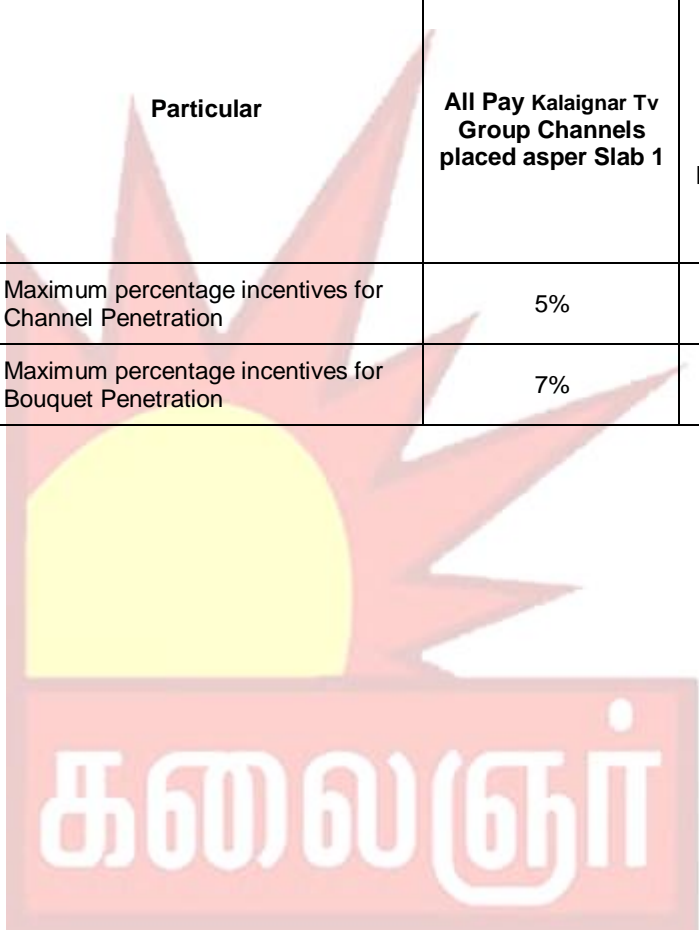 Particular
All Pay Kalaignar Tv
Group Channels
placed asper Slab 1
Maximum percentage incentives for
Channel Penetration
5%
Maximum percentage incentives for
Bouquet Penetration
7%
கலைஞர்